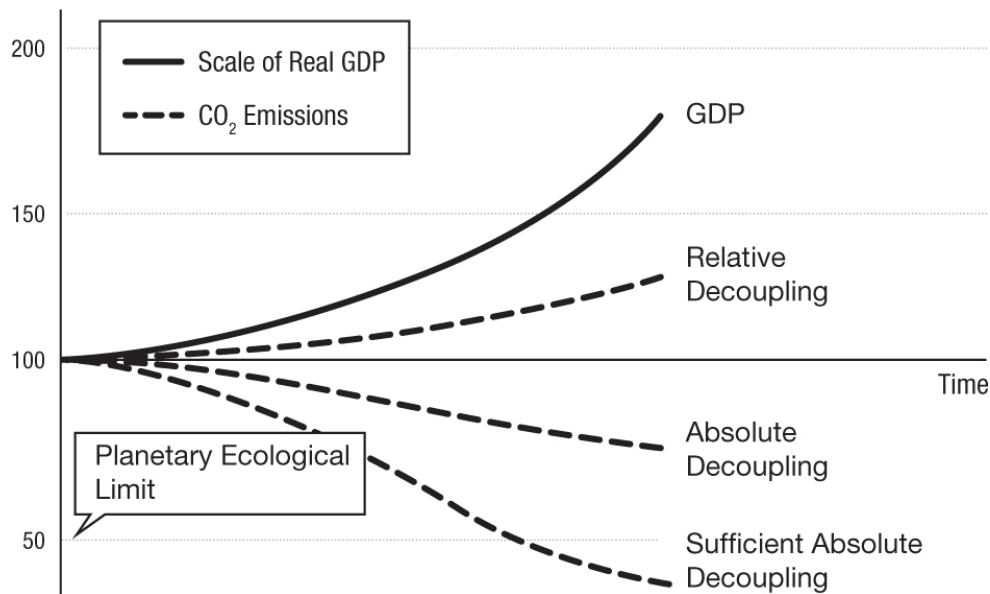 200
Scale of Real GDP
CO₂ Emissions
GDP
150
Relative
Decoupling
100
Time
Absolute
Decoupling
Planetary Ecological
Limit
50
Sufficient Absolute
Decoupling